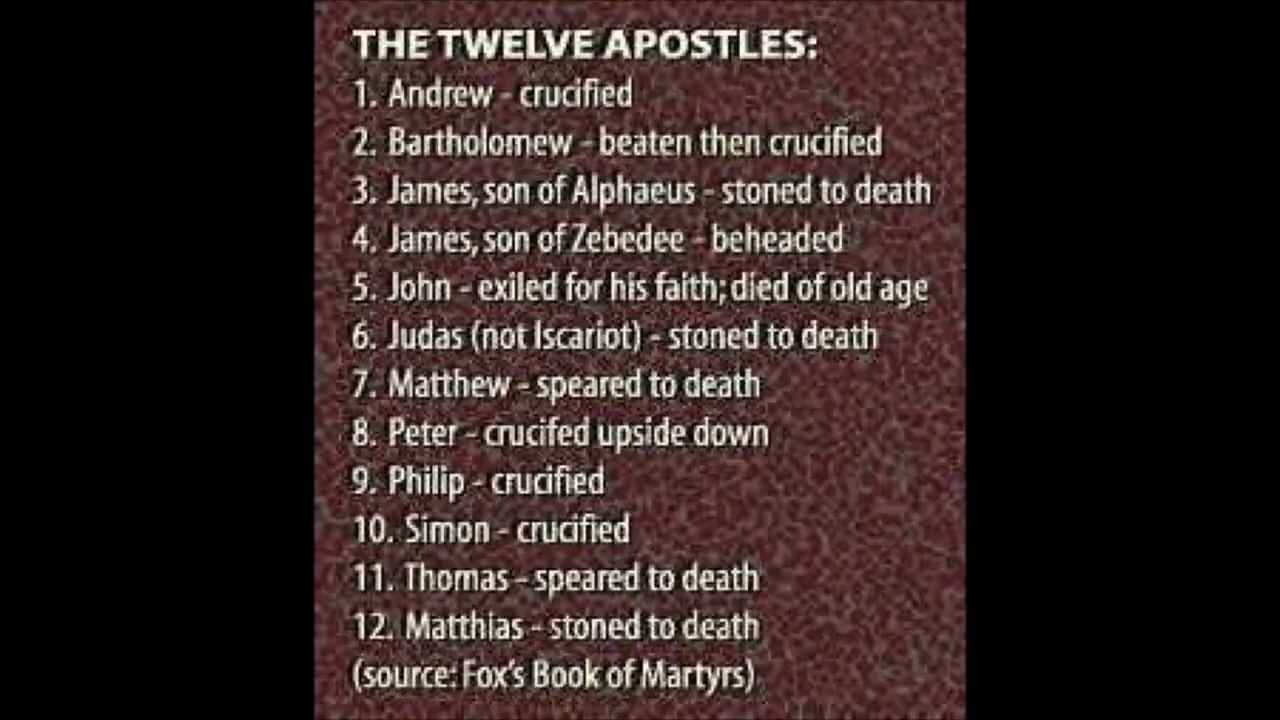 THE TWELVE APOSTLES:
1. Andrew - crucified
2. Bartholomew - beaten then crucified
3. James, son of Alphaeus - stoned to death
4. James, son of Zebedee - beheaded
5. John - exiled for his faith; died of old age
6. Judas (not Iscariot) - stoned to death
7. Matthew - speared to death
8. Peter - crucifed upside down
9. Philip - crucified
10. Simon - crucified
11. Thomas - speared to death
12. Matthias - stoned to death
(source: Fox's Book of Martyrs)